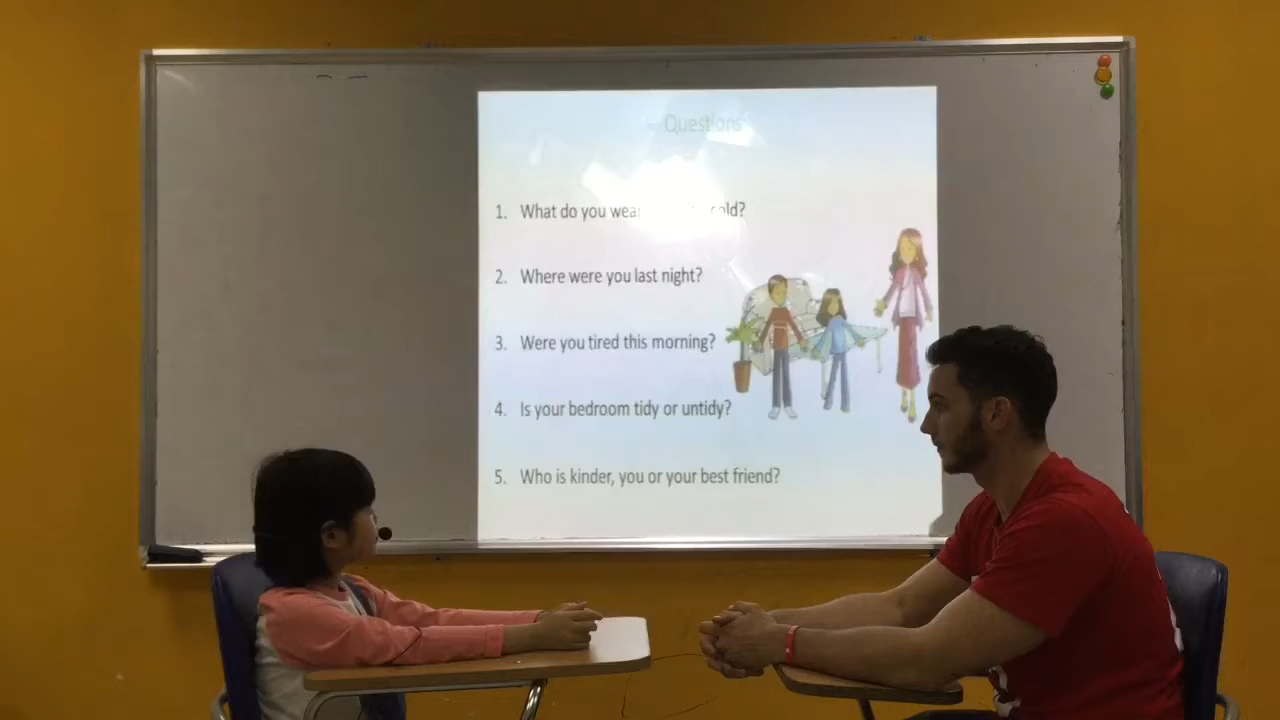 Questions
1. What do you wear cold?
2. Where were you last night?
3. Were you tired this morning?
4. Is your bedroom tidy or untidy?
5. Who is kinder, you or your best friend?